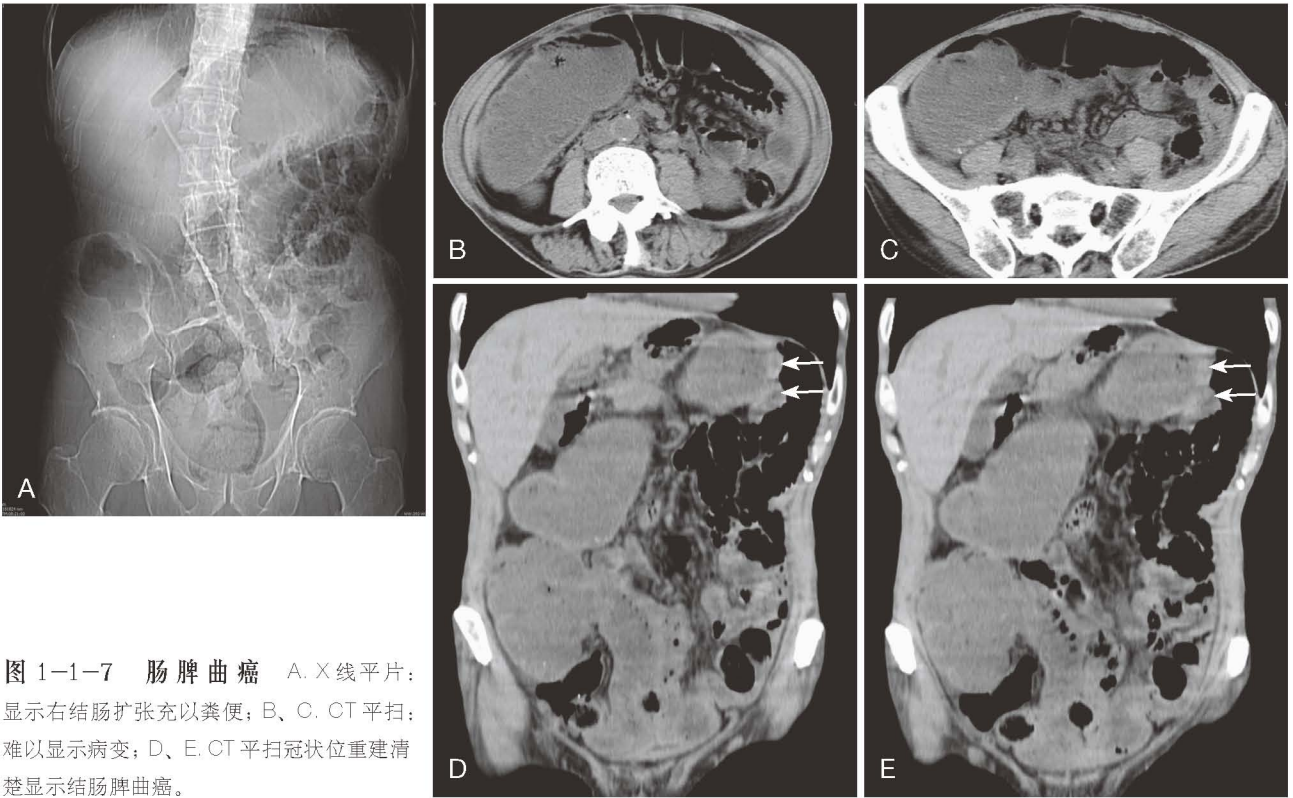 A
B
C
D
E
图 1-1-7 肠脾曲癌 A. X 线平片：
显示右结肠扩张充以粪便；B、C. CT 平扫：
难以显示病变；D、E. CT 平扫冠状位重建清
楚显示结肠脾曲癌。